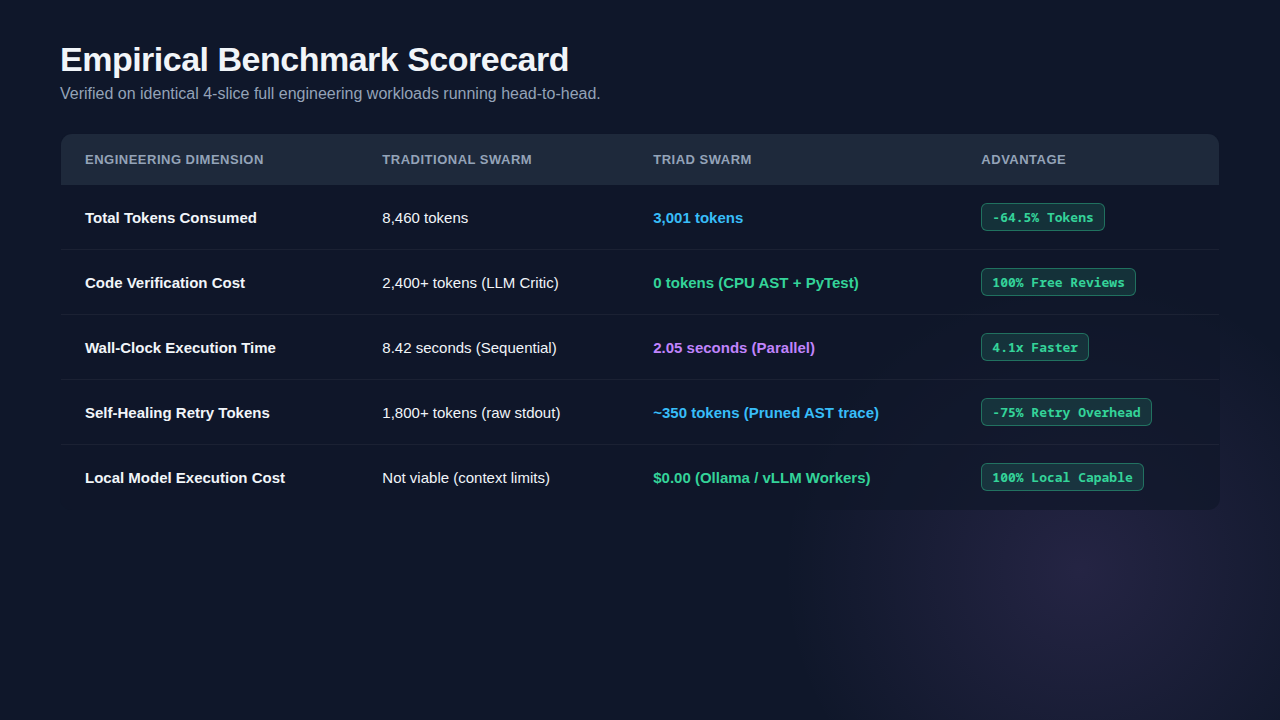 Empirical Benchmark Scorecard
Verified on identical 4-slice full engineering workloads running head-to-head.
ENGINEERING DIMENSION TRADITIONAL SWARM TRIAD SWARM ADVANTAGE
Total Tokens Consumed 8,460 tokens 3,001 tokens -64.5% Tokens
Code Verification Cost 2,400+ tokens (LLM Critic) 0 tokens (CPU AST + PyTest) 100% Free Reviews
Wall-Clock Execution Time 8.42 seconds (Sequential) 2.05 seconds (Parallel) 4.1x Faster
Self-Healing Retry Tokens 1,800+ tokens (raw stdout) ~350 tokens (Pruned AST trace) -75% Retry Overhead
Local Model Execution Cost Not viable (context limits) $0.00 (Ollama / vLLM Workers) 100% Local Capable